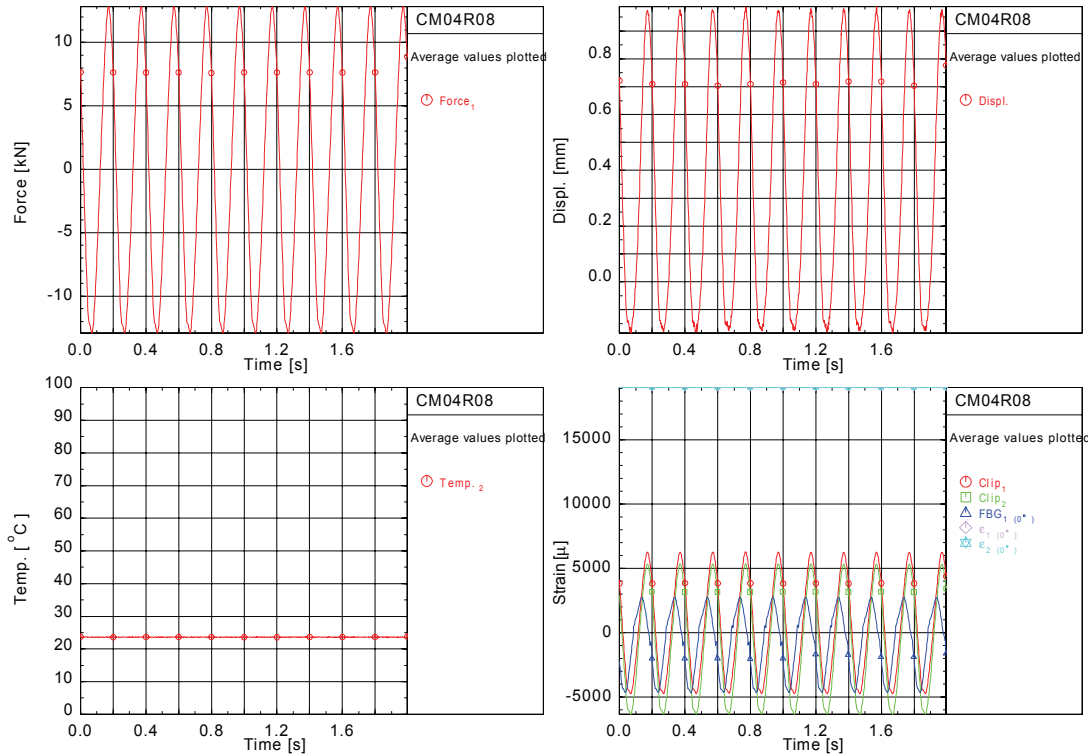 CM04R08
Average values plotted
Force1
10
5
0
-5
-10
Force [kN]
0.0 0.4 0.8 1.2 1.6
Time [s]
CM04R08
Average values plotted
Displ.
0.8
0.6
0.4
0.2
0.0
Displ. [mm]
0.0 0.4 0.8 1.2 1.6
Time [s]
CM04R08
Average values plotted
Temp.2
100
90
80
70
60
50
40
30
20
10
0
Temp. [°C]
0.0 0.4 0.8 1.2 1.6
Time [s]
CM04R08
Average values plotted
Clip1
Clip2
FBG1 (0°)
ε1 (0°)
ε2 (0°)
15000
10000
5000
0
-5000
Strain[µ]
0.0 0.4 0.8 1.2 1.6
Time [s]